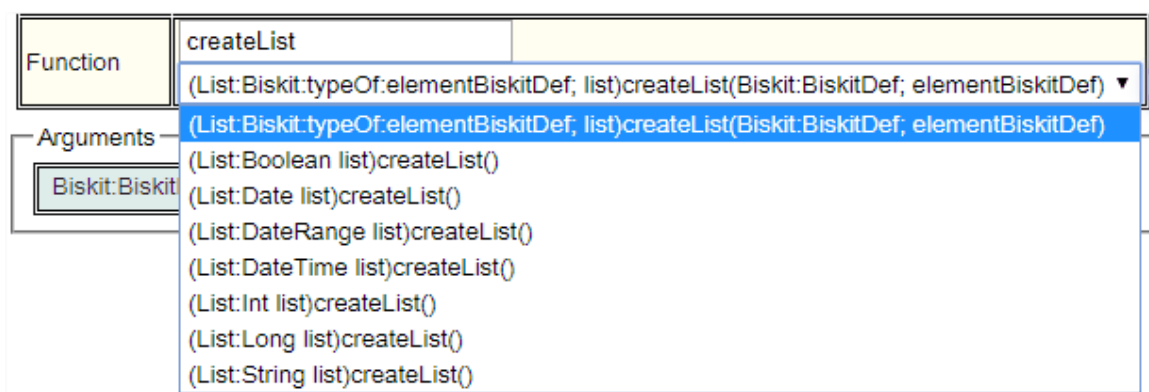 createList
Function
(List:Biskit:typeOf:elementBiskitDef; list)createList(Biskit:BiskitDef; elementBiskitDef)
(List:Biskit:typeOf:elementBiskitDef; list)createList(Biskit:BiskitDef; elementBiskitDef)
Arguments
(List:Boolean list)createList()
Biskit:Biskit
(List:Date list)createList()
(List:DateRange list)createList()
(List:DateTime list)createList()
(List:Int list)createList()
(List:Long list)createList()
(List:String list)createList()